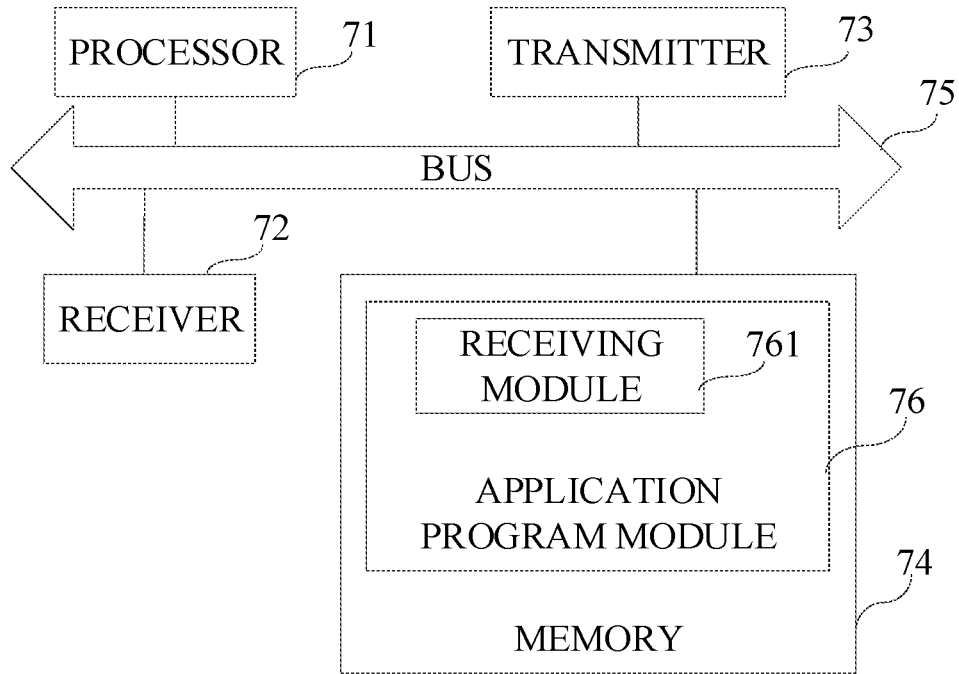 PROCESSOR
71
TRANSMITTER
73
75
BUS
72
RECEIVER
RECEIVING
MODULE
761
76
APPLICATION
PROGRAM MODULE
74
MEMORY